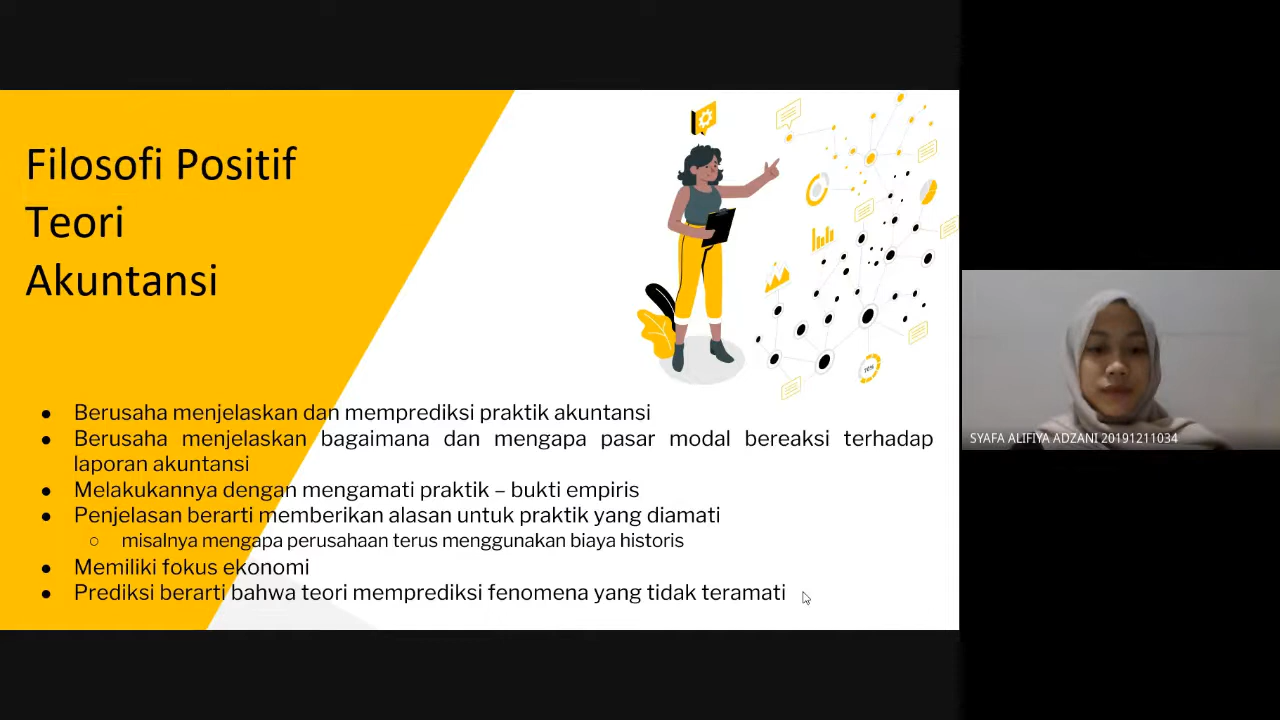 Filosofi Positif
Teori
Akuntansi
Berusaha menjelaskan dan memprediksi praktik akuntansi
Berusaha menjelaskan bagaimana dan mengapa pasar modal bereaksi terhadap
laporan akuntansi
Melakukannya dengan mengamati praktik – bukti empiris
Penjelasan berarti memberikan alasan untuk praktik yang diamati
misalnya mengapa perusahaan terus menggunakan biaya historis
Memiliki fokus ekonomi
Prediksi berarti bahwa teori memprediksi fenomena yang tidak teramati
SYAFA ALIFIYA ADZANI 20191211034